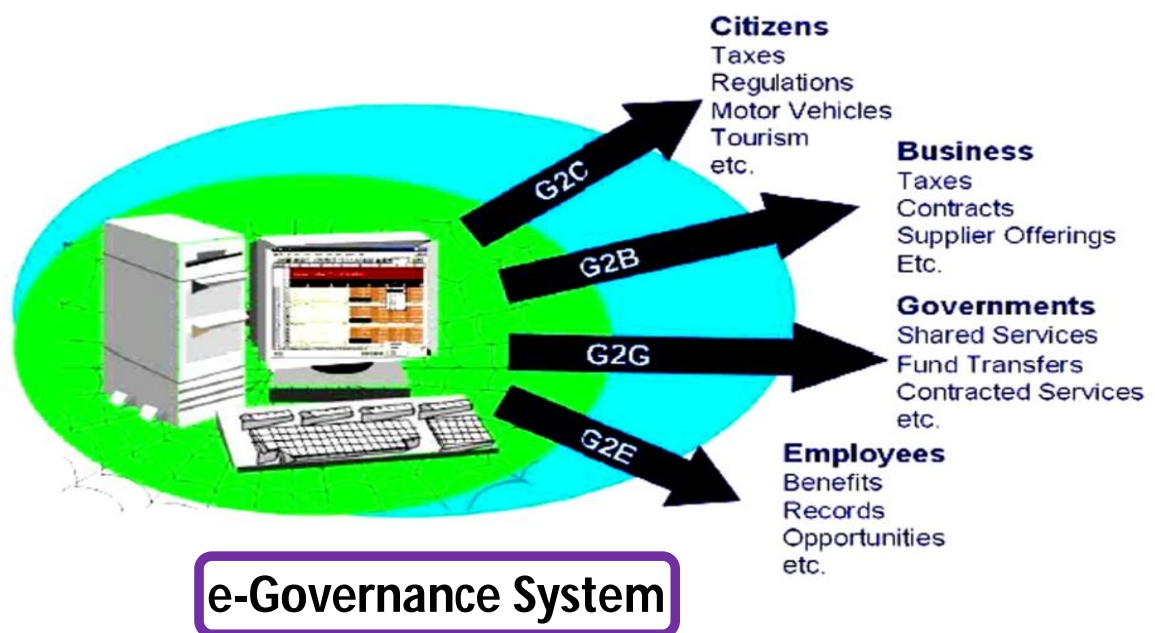 Citizens
Taxes
Regulations
Motor Vehicles
Tourism
etc.
G2C
Business
Taxes
Contracts
Supplier Offerings
Etc.
G2B
Governments
Shared Services
Fund Transfers
Contracted Services
etc.
G2G
Employees
Benefits
Records
Opportunities
etc.
G2E
e-Governance System